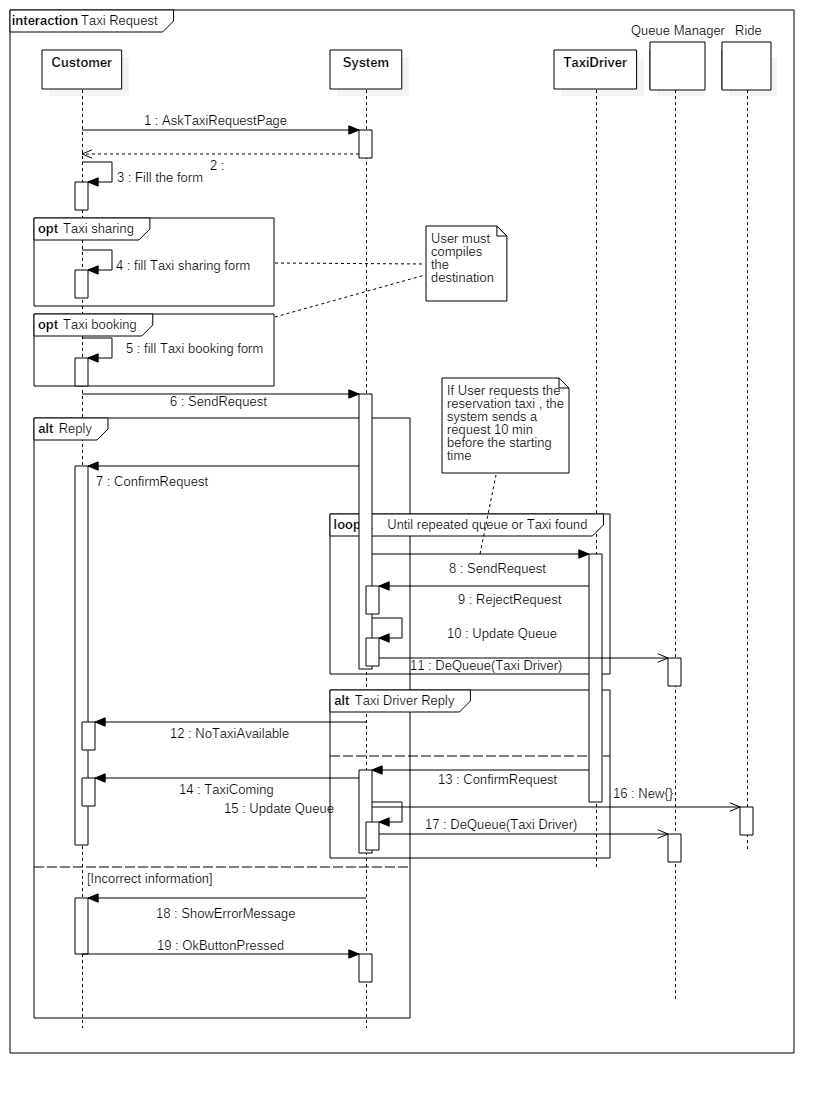 interaction Taxi Request
Queue Manager
Ride
Customer
System
TaxiDriver
1 : AskTaxiRequestPage
2 :
3 : Fill the form
opt Taxi sharing
4 : fill Taxi sharing form
User must
compiles
the
destination
opt Taxi booking
5 : fill Taxi booking form
6 : SendRequest
If User requests the
reservation taxi , the
system sends a
request 10 min
before the starting
time
alt Reply
7 : ConfirmRequest
loop Until repeated queue or Taxi found
8 : SendRequest
9 : RejectRequest
10 : Update Queue
11 : DeQueue(Taxi Driver)
alt Taxi Driver Reply
12 : NoTaxiAvailable
13 : ConfirmRequest
14 : TaxiComing
16 : New{}
15 : Update Queue
17 : DeQueue(Taxi Driver)
[Incorrect information]
18 : ShowErrorMessage
19 : OkButtonPressed